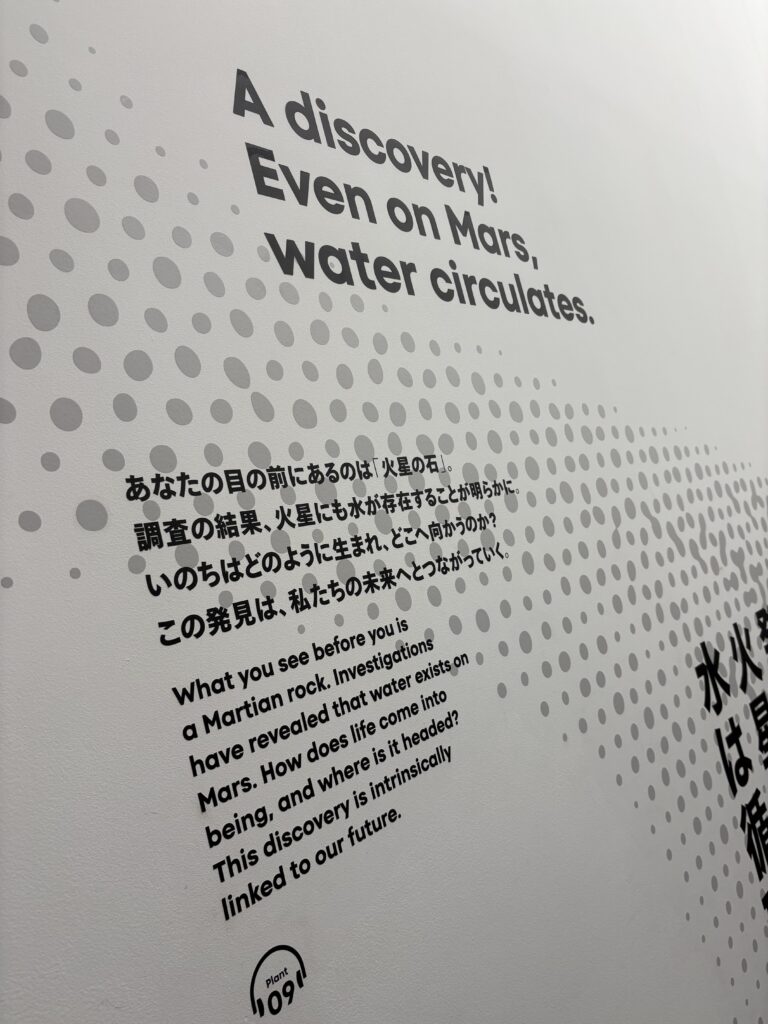 A discovery!
Even on Mars,
water circulates.
あなたの目の前にあるのは「火星の石」。
調査の結果、火星にも水が存在することが明らかに。
いのちはどのように生まれ、どこへ向かうのか?
この発見は、私たちの未来へとつながっていく。
What you see before you is
a Martian rock. Investigations
have revealed that water exists on
Mars. How does life come into
being, and where is it headed?
This discovery is intrinsically
linked to our future.
Plant
09
火星
水は循